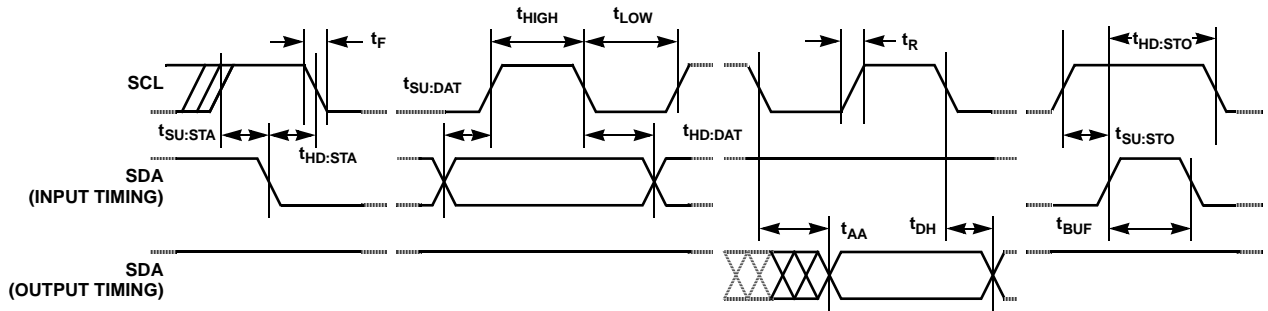 tHIGH tLOW
tF tR tHD:STO
SCL tSU:DAT
tSU:STA tHD:STA tHD:DAT tSU:STO
SDA
(INPUT TIMING)
tAA tDH tBUF
SDA
(OUTPUT TIMING)